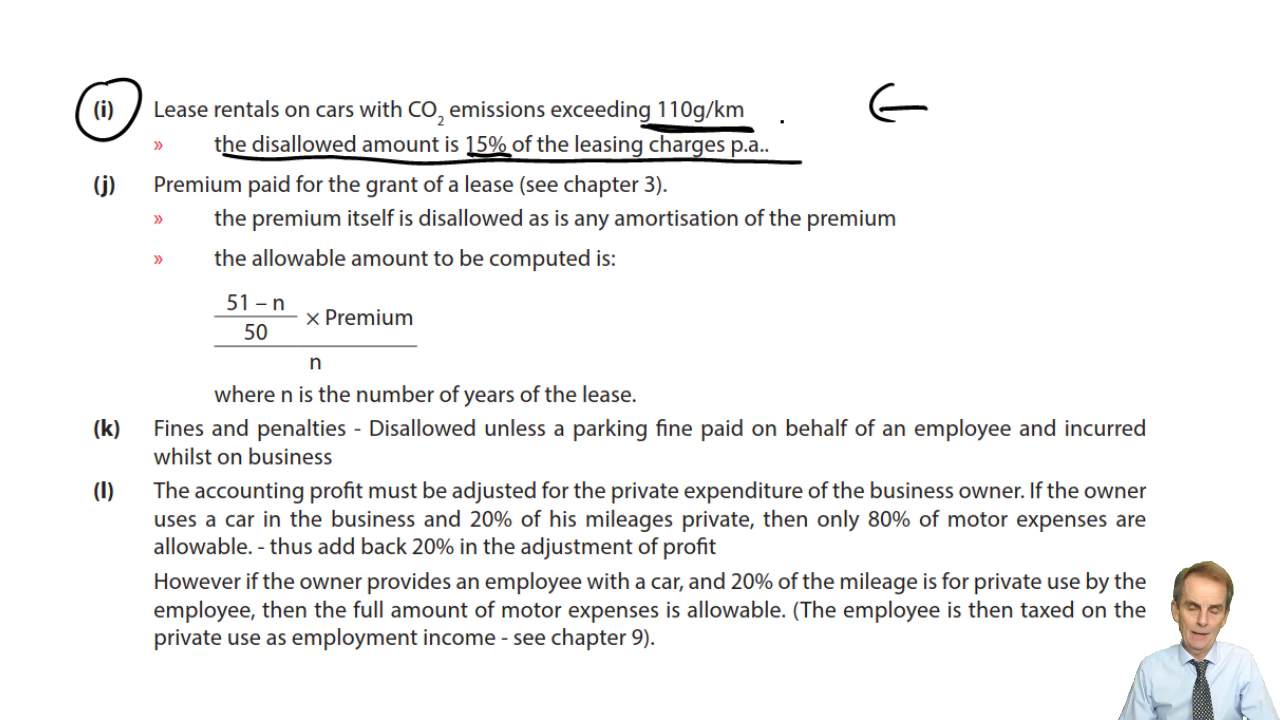 (i) Lease rentals on cars with CO2 emissions exceeding 110g/km
» the disallowed amount is 15% of the leasing charges p.a..
(j) Premium paid for the grant of a lease (see chapter 3).
» the premium itself is disallowed as is any amortisation of the premium
» the allowable amount to be computed is:
51 – n
50
× Premium
n
where n is the number of years of the lease.
(k) Fines and penalties - Disallowed unless a parking fine paid on behalf of an employee and incurred
whilst on business
(l) The accounting profit must be adjusted for the private expenditure of the business owner. If the owner
uses a car in the business and 20% of his mileages private, then only 80% of motor expenses are
allowable. - thus add back 20% in the adjustment of profit
However if the owner provides an employee with a car, and 20% of the mileage is for private use by the
employee, then the full amount of motor expenses is allowable. (The employee is then taxed on the
private use as employment income - see chapter 9).